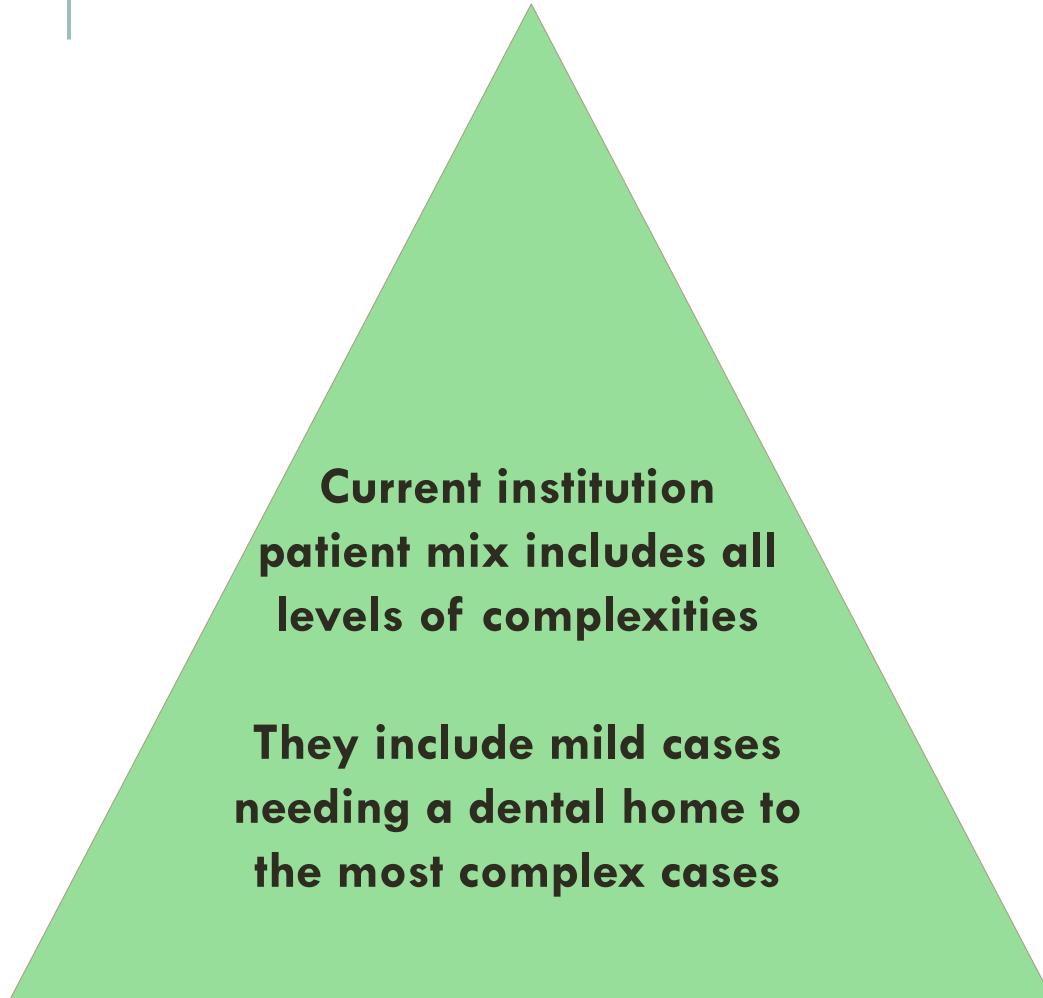 Current institution
patient mix includes all
levels of complexities
They include mild cases
needing a dental home to
the most complex cases